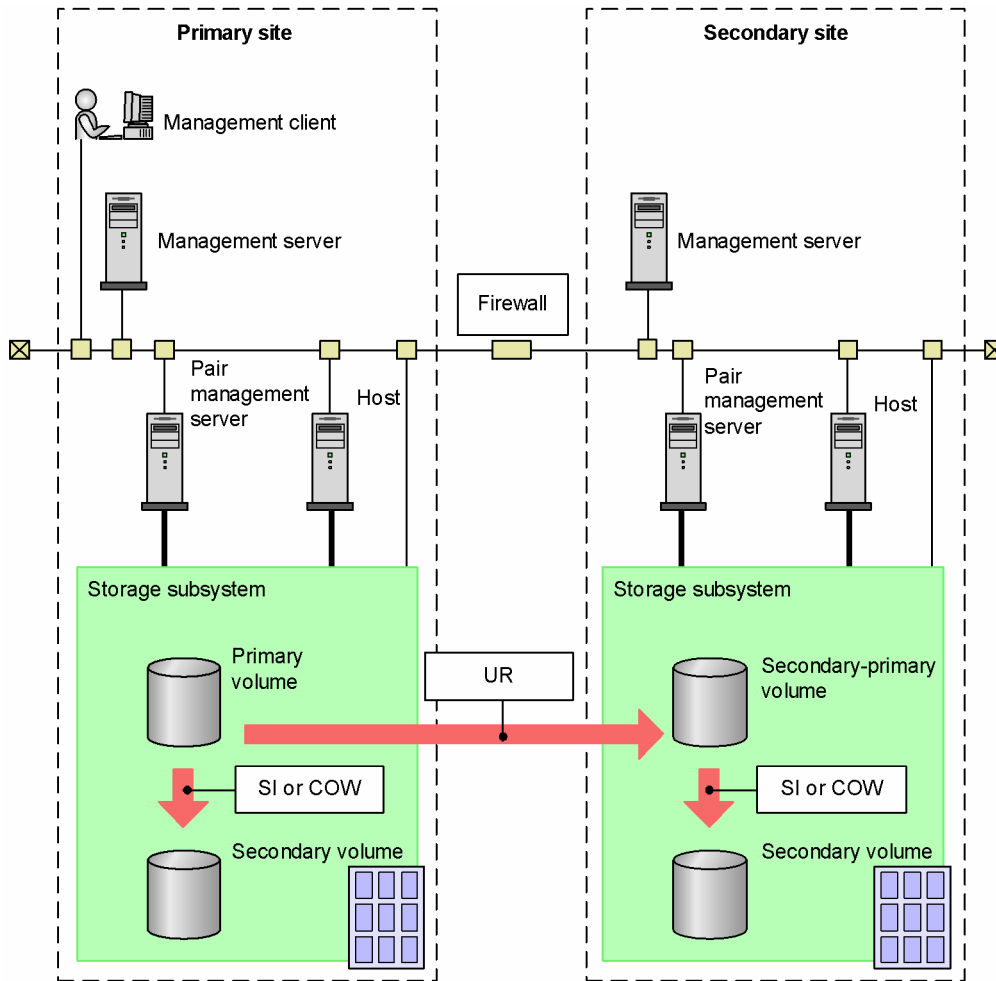 Primary site
Secondary site
Management client
Management server
Management server
Firewall
Pair
management
server
Host
Pair
management
server
Host
Storage subsystem
Storage subsystem
Primary
volume
UR
Secondary-primary
volume
SI or COW
SI or COW
Secondary volume
Secondary volume